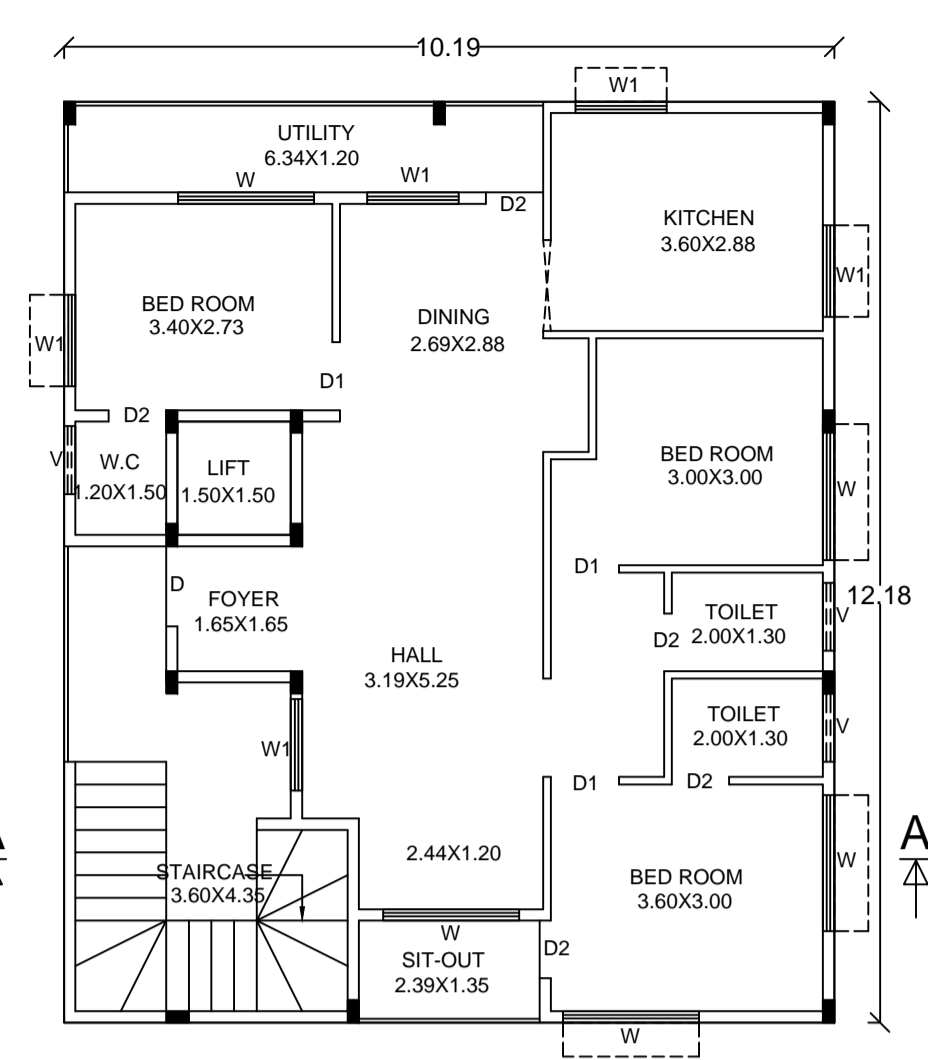 10.19
W1
UTILITY
6.34X1.20
W
W1
D2
KITCHEN
3.60X2.88
W1
BED ROOM
3.40X2.73
DINING
2.69X2.88
W1
D1
D2
V
W.C
1.20X1.50
LIFT
1.50X1.50
BED ROOM
3.00X3.00
W
D
FOYER
1.65X1.65
D1
12.18
TOILET
2.00X1.30
V
D2
HALL
3.19X5.25
TOILET
2.00X1.30
V
W1
D1
D2
A
A
2.44X1.20
STAIRCASE
3.60X4.35
BED ROOM
3.60X3.00
W
W
SIT-OUT
2.39X1.35
D2
W